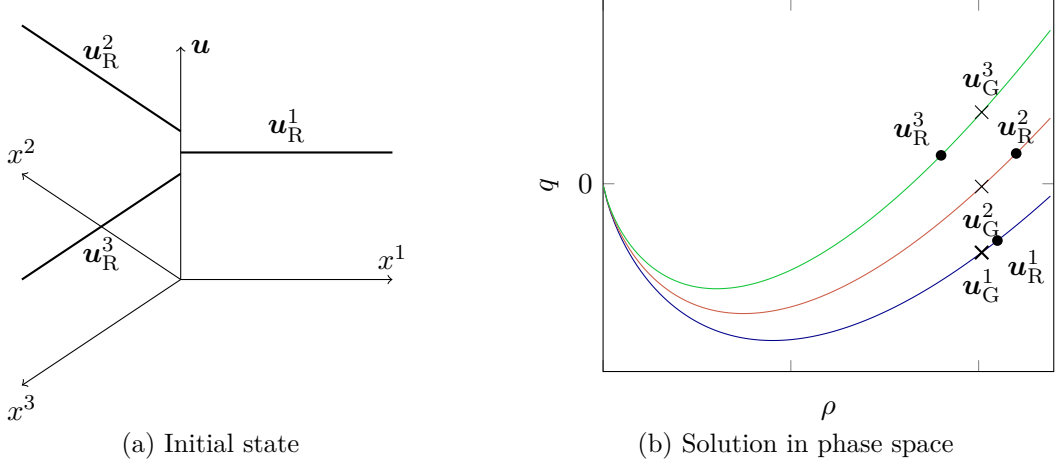 u
u_R^2
u_R^1
x^2
u_R^3
x^1
x^3
(a) Initial state
q
0
u_G^3
u_R^3
u_R^2
u_G^2
u_R^1
u_G^1
ρ
(b) Solution in phase space